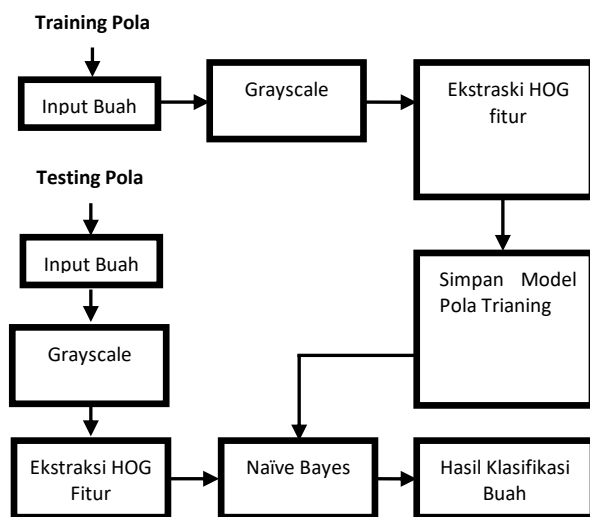 Training Pola
Input Buah
Grayscale
Ekstraski HOG
fitur
Testing Pola
Input Buah
Simpan Model
Pola Trianing
Grayscale
Ekstraksi HOG
Fitur
Naïve Bayes
Hasil Klasifikasi
Buah